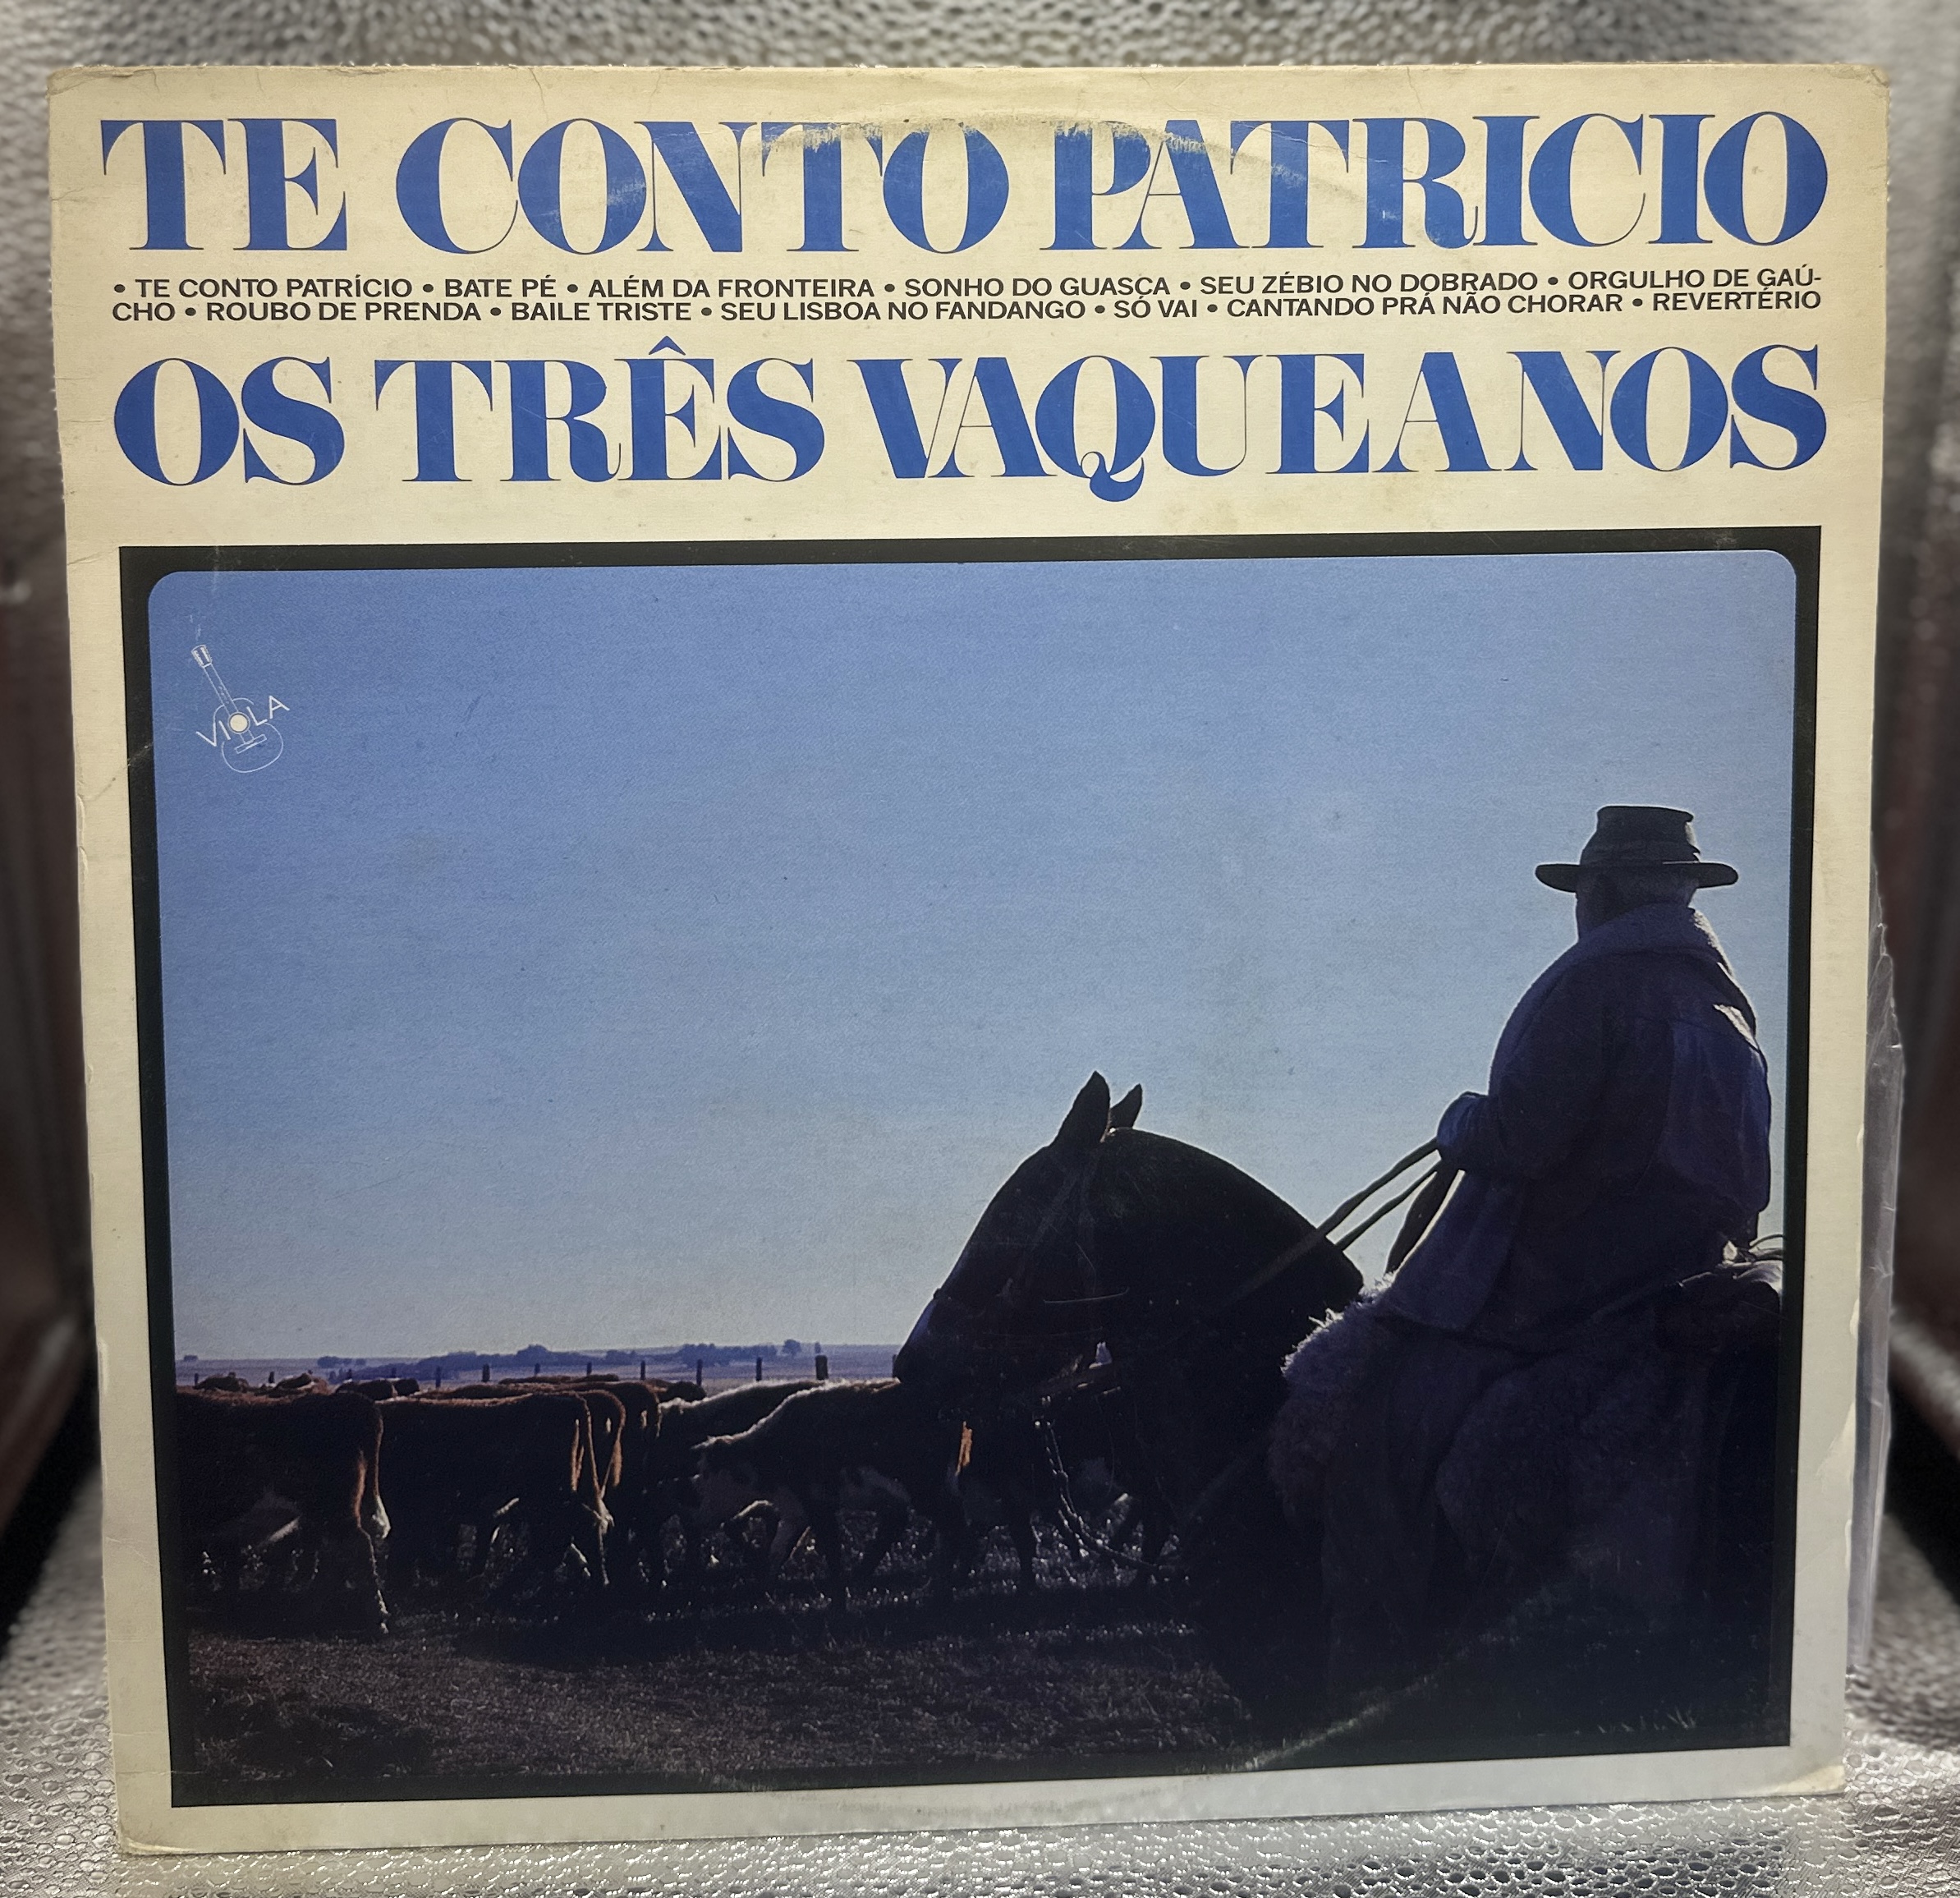 TE CONTO PATRICIO
• TE CONTO PATRÍCIO • BATE PÉ • ALÉM DA FRONTEIRA • SONHO DO GUASCA • SEU ZÉBIO NO DOBRADO • ORGULHO DE GAÚ-
CHO • ROUBO DE PRENDA • BAILE TRISTE • SEU LISBOA NO FANDANGO • SÓ VAI • CANTANDO PRÁ NÃO CHORAR • REVERTÉRIO
OS TRÊS VAQUEANOS
VIOLA